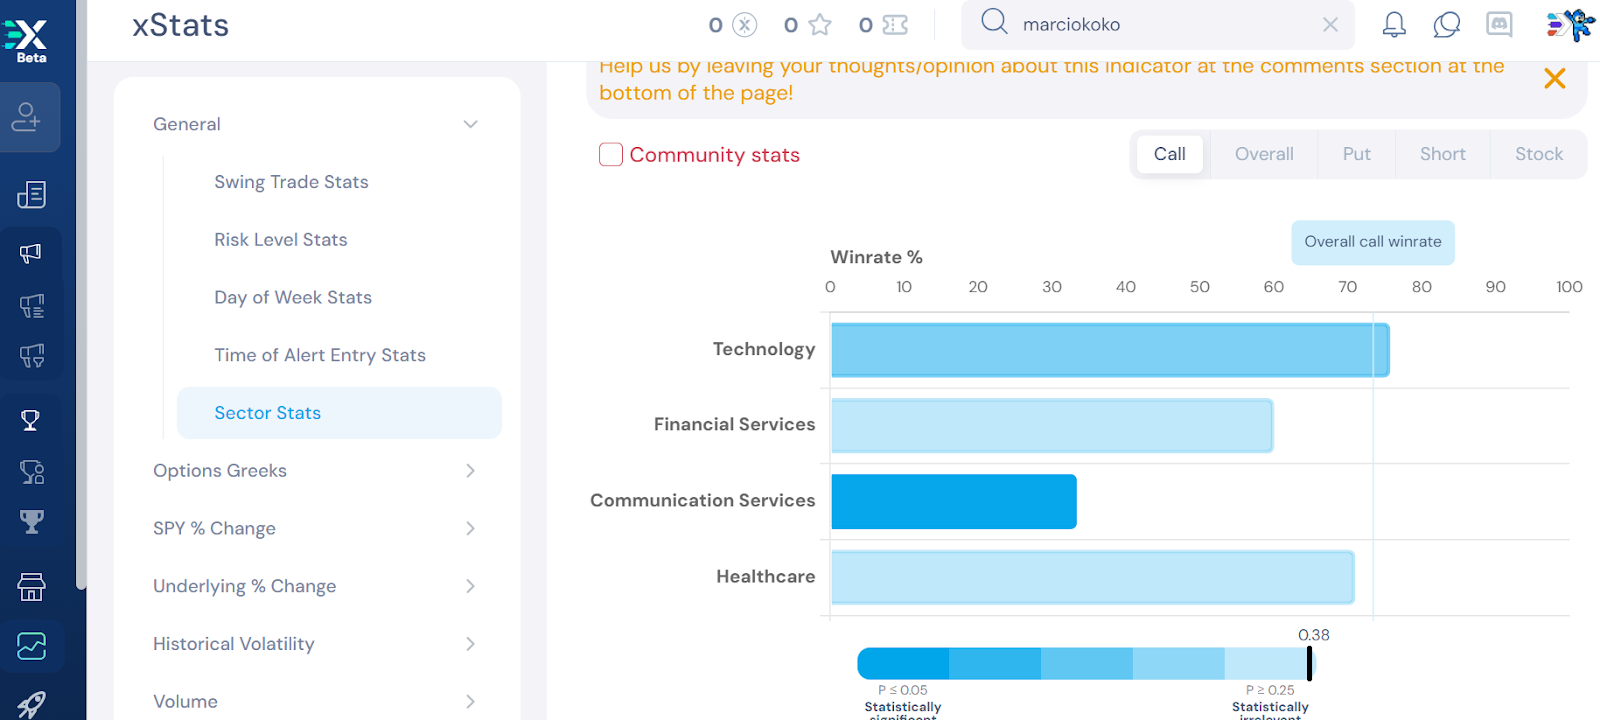 X
Beta
xStats
0
0
0
marciokoko
General
Swing Trade Stats
Risk Level Stats
Day of Week Stats
Time of Alert Entry Stats
Sector Stats
Options Greeks
SPY % Change
Underlying % Change
Historical Volatility
Volume
Help us by leaving your thoughts/opinion about this indicator at the comments section at the
bottom of the page!
Community stats
Call Overall Put Short Stock
Overall call winrate
Winrate %
0 10 20 30 40 50 60 70 80 90 100
Technology
Financial Services
Communication Services
Healthcare
0.38
P ≤ 0.05
Statistically
significant
P ≥ 0.25
Statistically
irrelevant